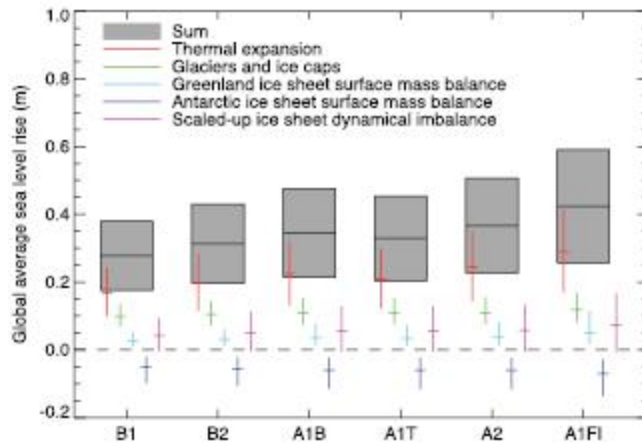 Global average sea level rise (m)
1.0
0.8
0.6
0.4
0.2
0.0
-0.2
Sum
Thermal expansion
Glaciers and ice caps
Greenland ice sheet surface mass balance
Antarctic ice sheet surface mass balance
Scaled-up ice sheet dynamical imbalance
B1 B2 A1B A1T A2 A1FI